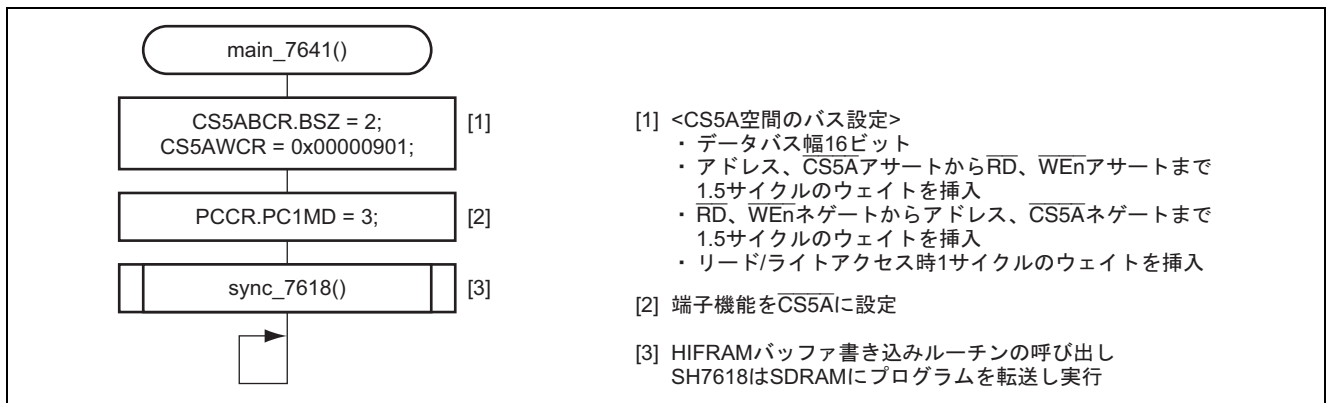 main_7641()
CS5ABCR.BSZ = 2;
CS5AWCR = 0x00000901;
[1]
PCCR.PC1MD = 3;
[2]
sync_7618()
[3]
[1] <CS5A空間のバス設定>
・ データバス幅16ビット
・ アドレス、CS5AアサートからRD、WEnアサートまで
1.5サイクルのウェイトを挿入
・ RD、WEnネゲートからアドレス、CS5Aネゲートまで
1.5サイクルのウェイトを挿入
・ リード/ライトアクセス時1サイクルのウェイトを挿入
[2] 端子機能をCS5Aに設定
[3] HIFRAMバッファ書き込みルーチンの呼び出し
SH7618はSDRAMにプログラムを転送し実行